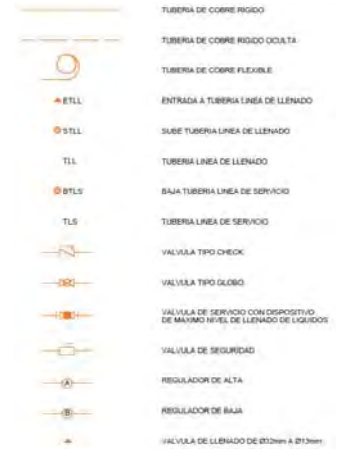 TUBERIA DE COBRE RIGIDO
TUBERIA DE COBRE RIGIDO OCULTA
TUBERIA DE COBRE FLEXIBLE
ETLL ENTRADA A TUBERIA LINEA DE LLENADO
STLL SUBE TUBERIA LINEA DE LLENADO
TLL TUBERIA LINEA DE LLENADO
BTLS BAJA TUBERIA LINEA DE SERVICIO
TLS TUBERIA LINEA DE SERVICIO
VALVULA TIPO CHECK
VALVULA TIPO GLOBO
VALVULA DE SERVICIO CON DISPOSITIVO
DE MAXIMO NIVEL DE LLENADO DE LIQUIDOS
VALVULA DE SEGURIDAD
A REGULADOR DE ALTA
B REGULADOR DE BAJA
VALVULA DE LLENADO DE Ø32mm A Ø13mm